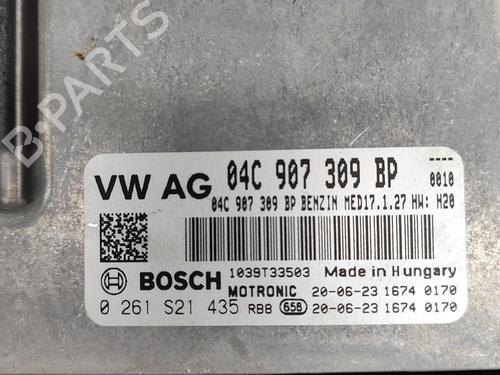 B-PARTS
VW AG 04C 907 309 BP ----
0010
04C 907 309 BP BENZIN MED17.1.27 HW: H20
BOSCH 1039T33503 Made in Hungary
MOTRONIC 20-06-23 1674 0170
0 261 S21 435 RB8 658 20-06-23 1674 0170